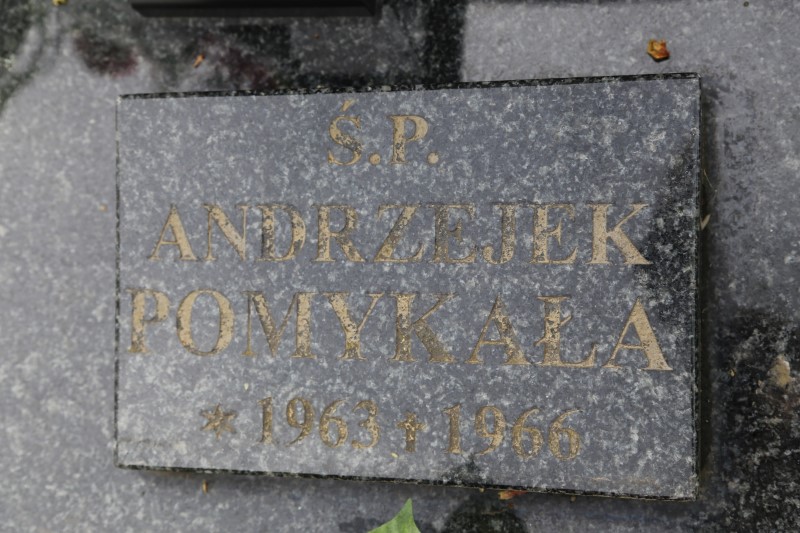 Ś.P.
ANDRZEJEK
POMYKAŁA
* 1963 ✝ 1966